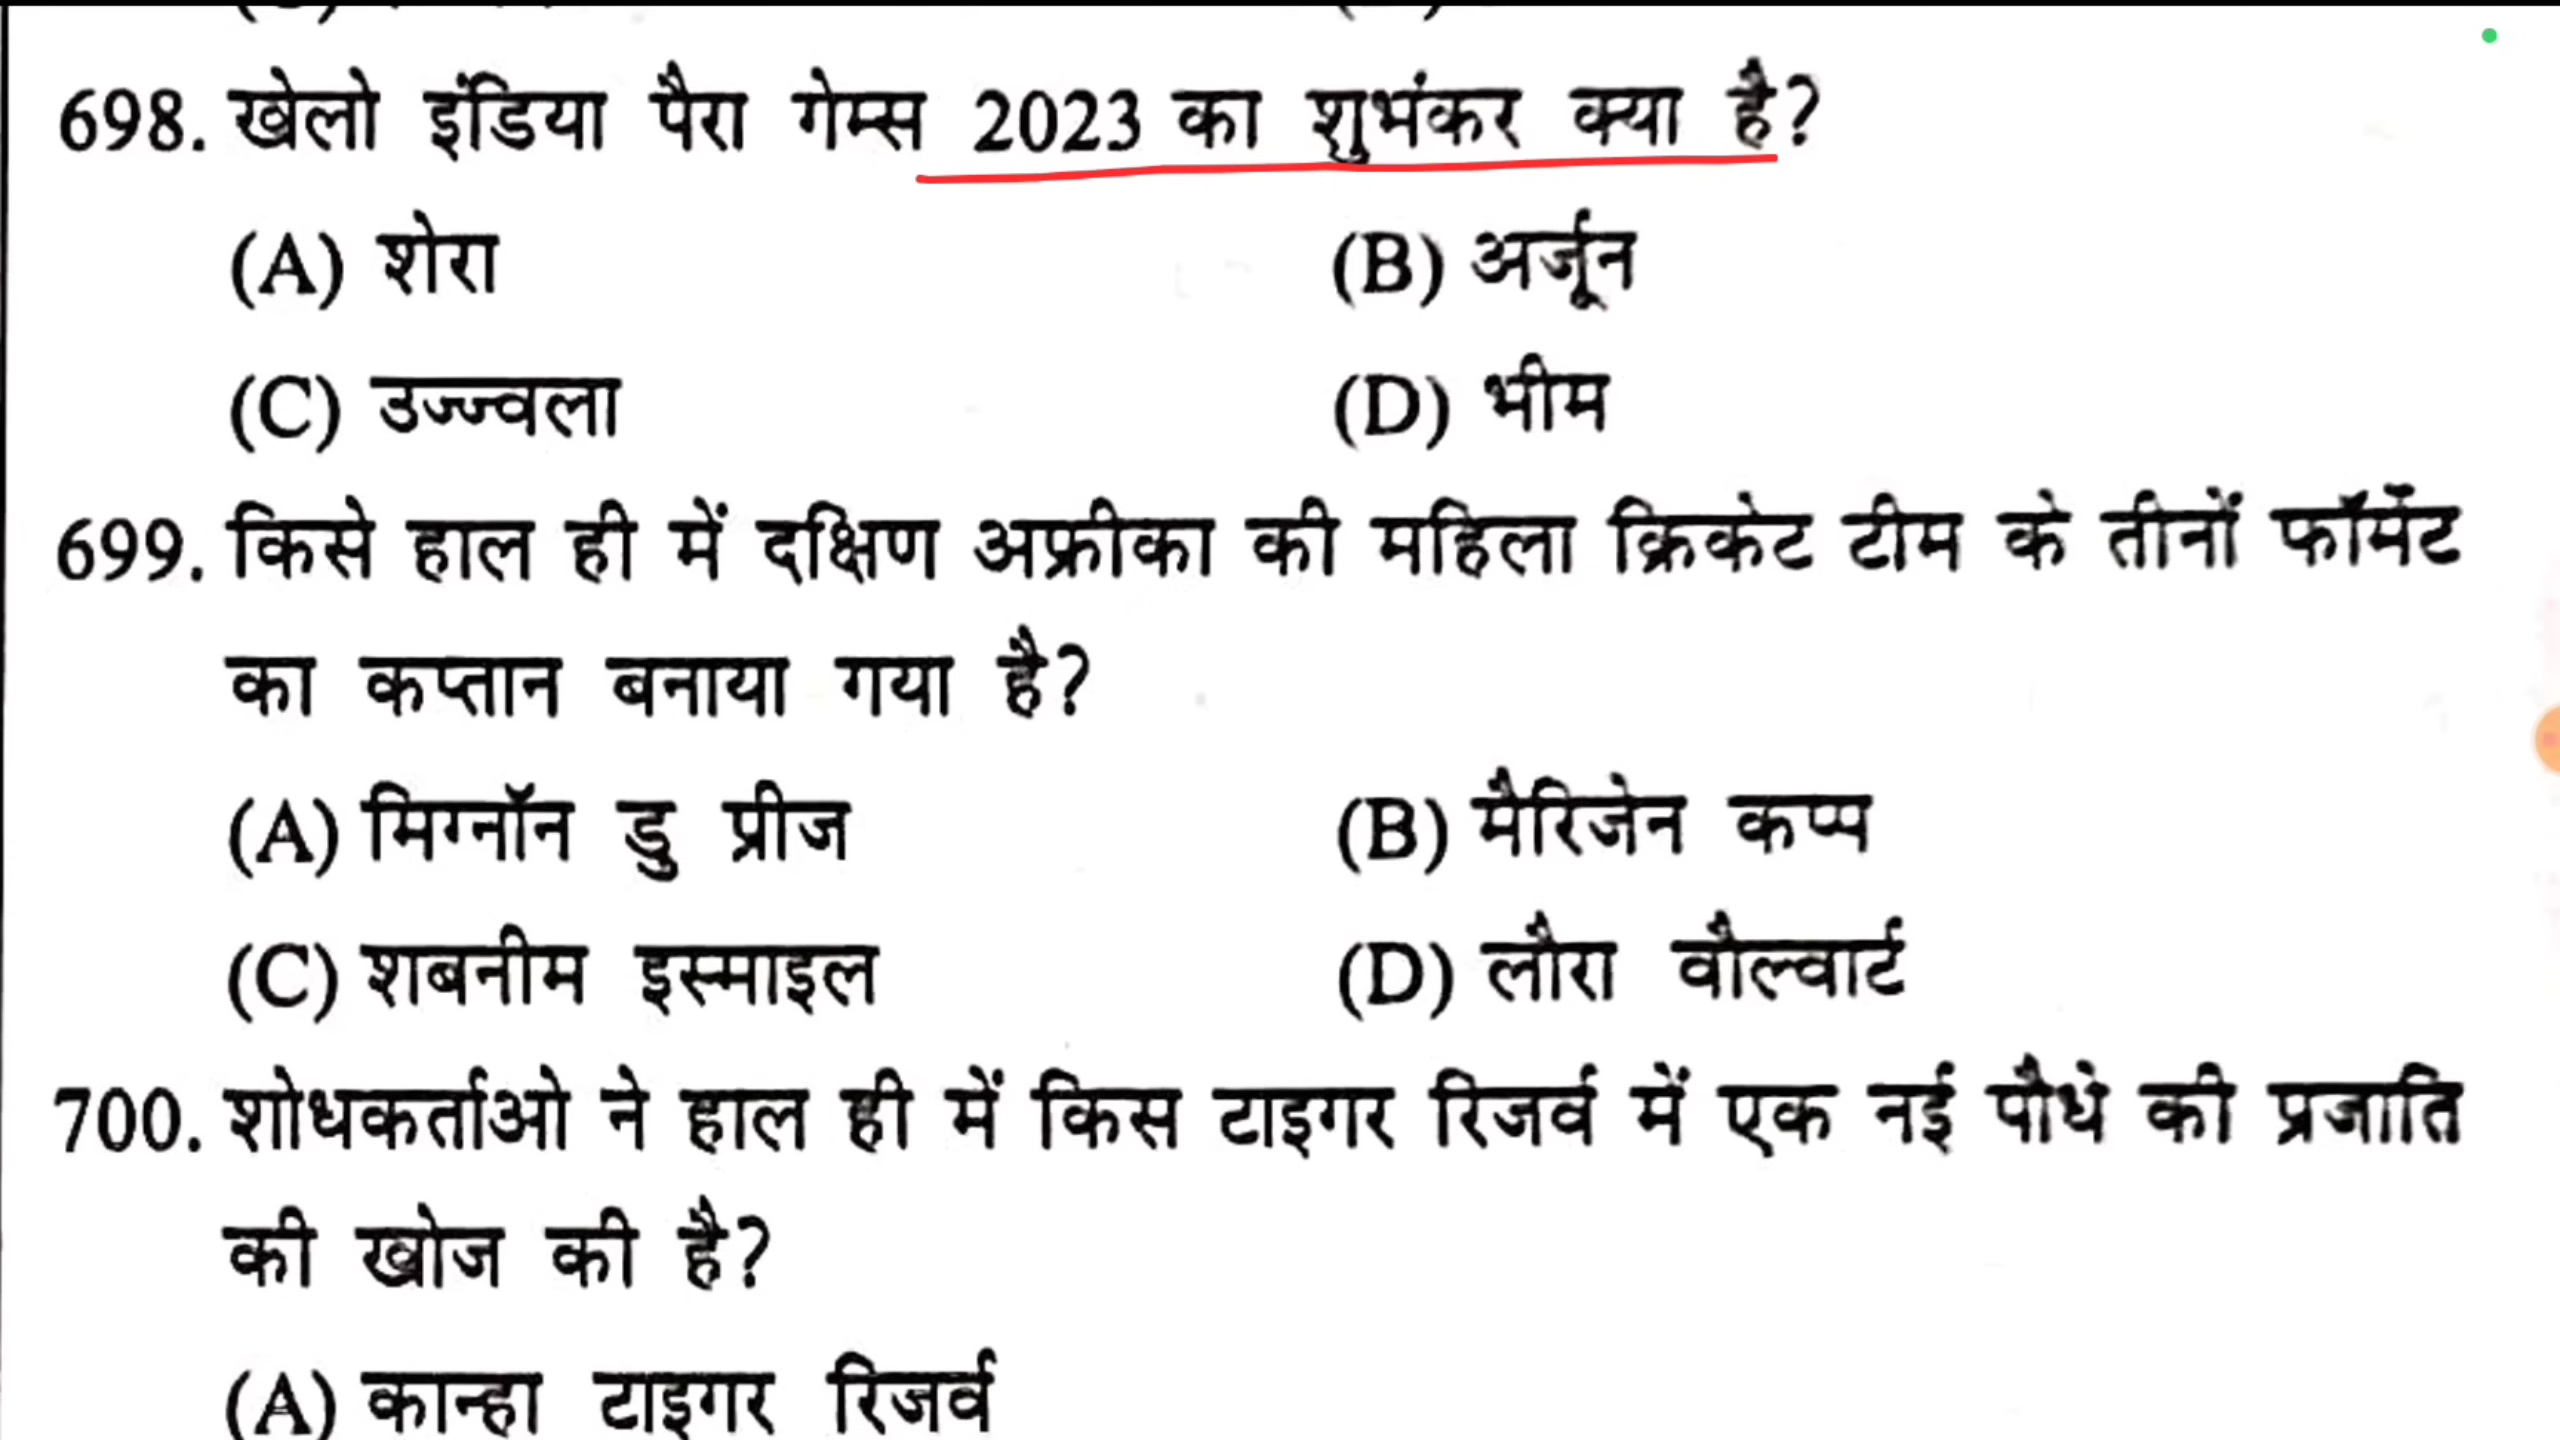 698. खेलो इंडिया पैरा गेम्स 2023 का शुभंकर क्या है?
(A) शेरा (B) अर्जून
(C) उज्ज्वला (D) भीम
699. किसे हाल ही में दक्षिण अफ्रीका की महिला क्रिकेट टीम के तीनों फॉर्मेट
का कप्तान बनाया गया है?
(A) मिग्नॉन डु प्रीज (B) मैरिजेन कप्प
(C) शबनीम इस्माइल (D) लौरा वौल्वार्ट
700. शोधकर्ताओ ने हाल ही में किस टाइगर रिजर्व में एक नई पौधे की प्रजाति
की खोज की है?
(A) कान्हा टाइगर रिजर्व